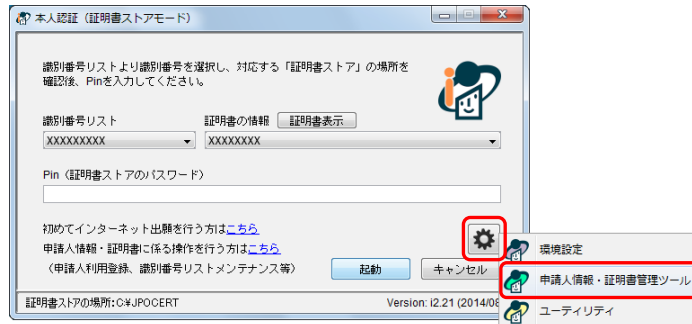 本人認証（証明書ストアモード）
識別番号リストより識別番号を選択し、対応する「証明書ストア」の場所を
確認後、Pinを入力してください。
識別番号リスト
証明書の情報 証明書表示
XXXXXXXXX
XXXXXXXX
Pin（証明書ストアのパスワード）
初めてインターネット出願を行う方はこちら
申請人情報・証明書に係る操作を行う方はこちら
（申請人利用登録、識別番号リストメンテナンス等）
起動
キャンセル
証明書ストアの場所:C:¥JPOCERT
Version: i2.21 (2014/08
環境設定
申請人情報・証明書管理ツール
ユーティリティ